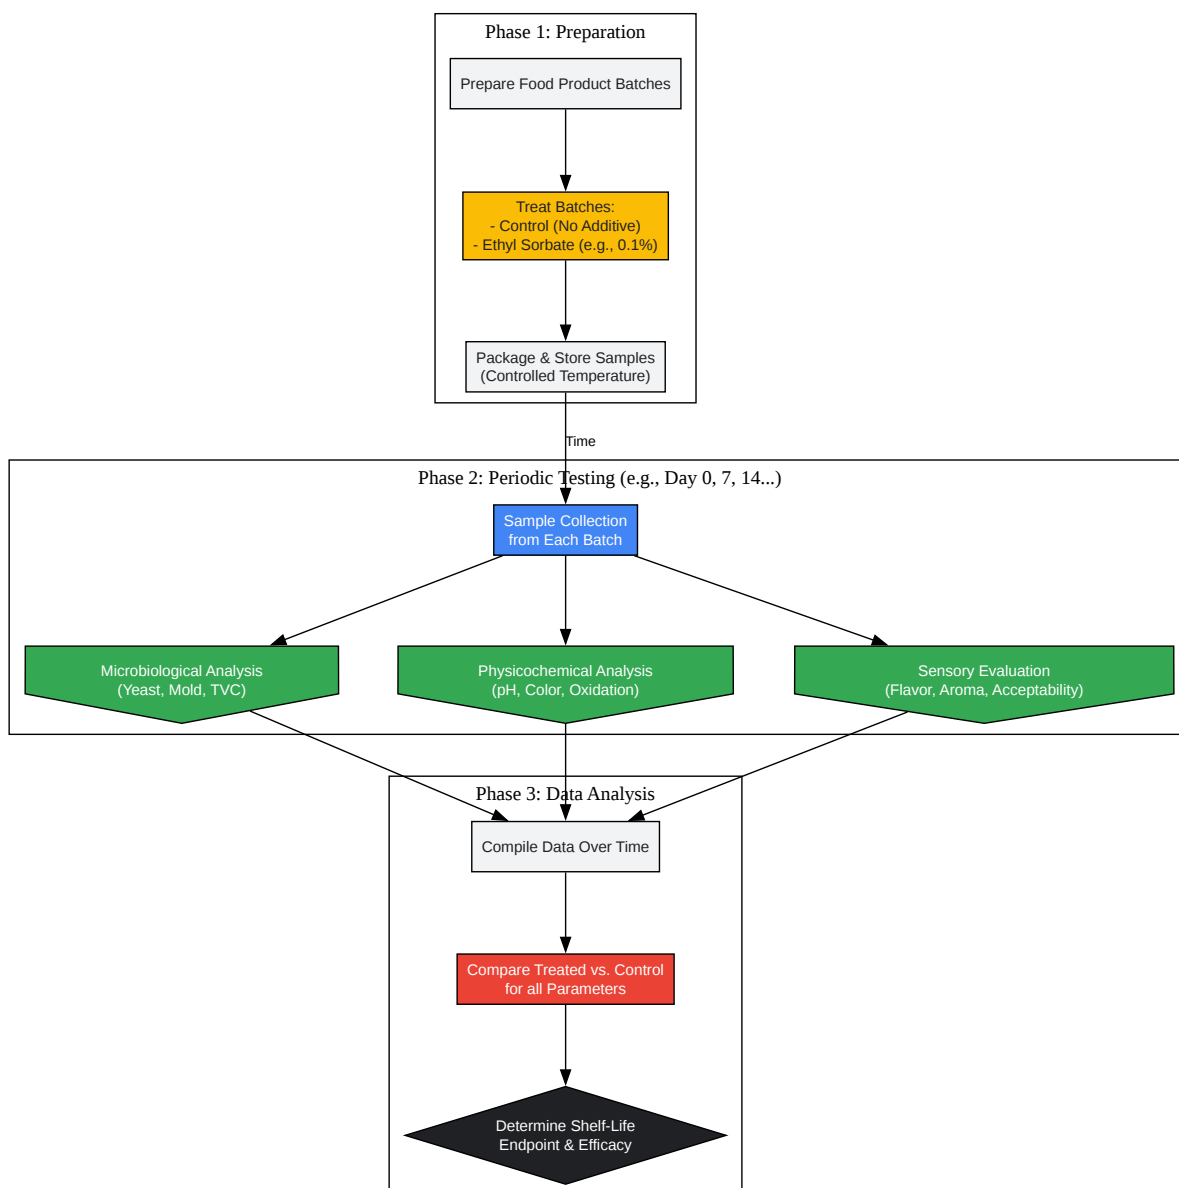 Phase 1: Preparation
Prepare Food Product Batches
Treat Batches:
- Control (No Additive)
- Ethyl Sorbate (e.g., 0.1%)
Package & Store Samples
(Controlled Temperature)
Time
Phase 2: Periodic Testing (e.g., Day 0, 7, 14...)
Sample Collection
from Each Batch
Microbiological Analysis
(Yeast, Mold, TVC)
Physicochemical Analysis
(pH, Color, Oxidation)
Sensory Evaluation
(Flavor, Aroma, Acceptability)
Phase 3: Data Analysis
Compile Data Over Time
Compare Treated vs. Control
for all Parameters
Determine Shelf-Life
Endpoint & Efficacy